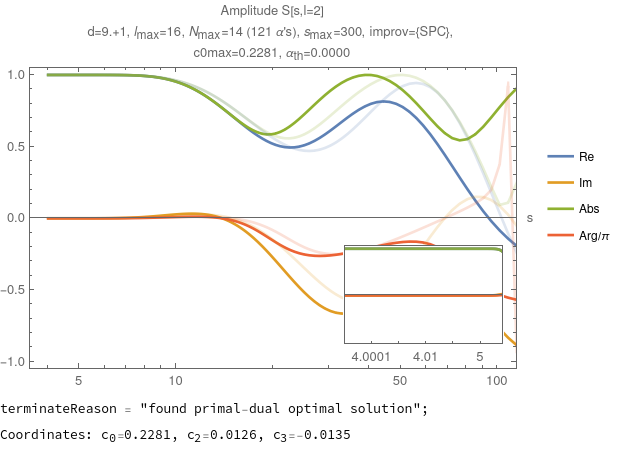 Amplitude S[s,l=2]
d=9.+1, lmax=16, Nmax=14 (121 α's), smax=300, improv={SPC},
c0max=0.2281, αth=0.0000
1.0
0.5
0.0
−0.5
−1.0
s
4.0001 4.01 5
5 10 50 100
Re
Im
Abs
Arg/π
terminateReason = "found primal-dual optimal solution";
Coordinates: c0=0.2281, c2=0.0126, c3=-0.0135